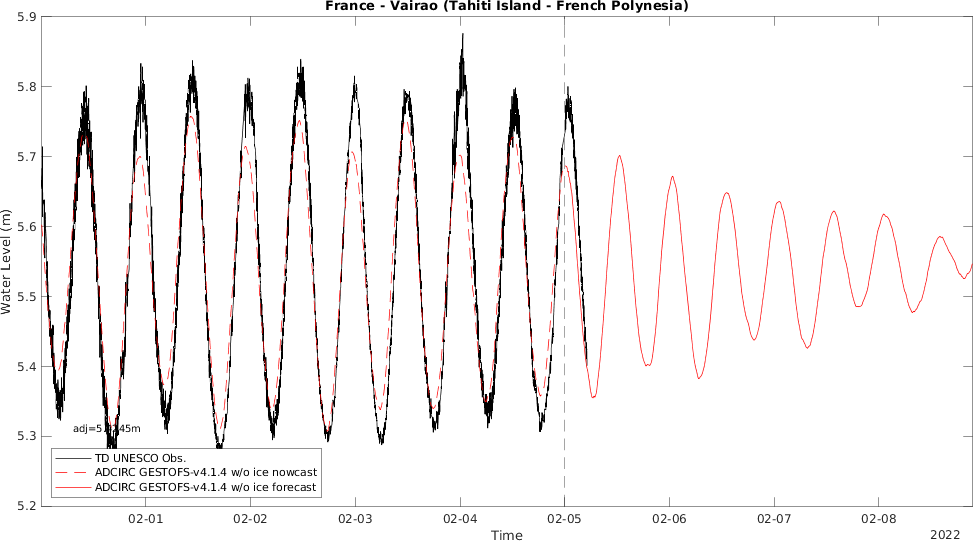 France - Vairao (Tahiti Island - French Polynesia)
5.9
5.8
5.7
5.6
5.5
5.4
5.3
5.2
Water Level (m)
TD UNESCO Obs.
ADCIRC GESTOFS-v4.1.4 w/o ice nowcast
ADCIRC GESTOFS-v4.1.4 w/o ice forecast
02-01
02-02
02-03
02-04
02-05
02-06
02-07
02-08
Time
2022